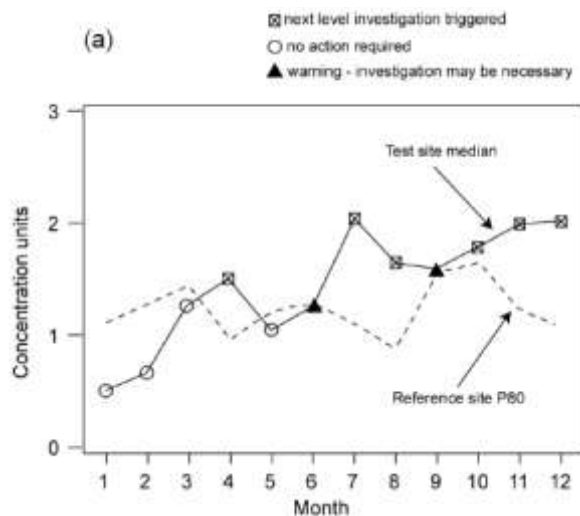 (a)
next level investigation triggered
no action required
warning - investigation may be necessary
3
2
1
0
Concentration units
Test site median
Reference site P80
1 2 3 4 5 6 7 8 9 10 11 12
Month